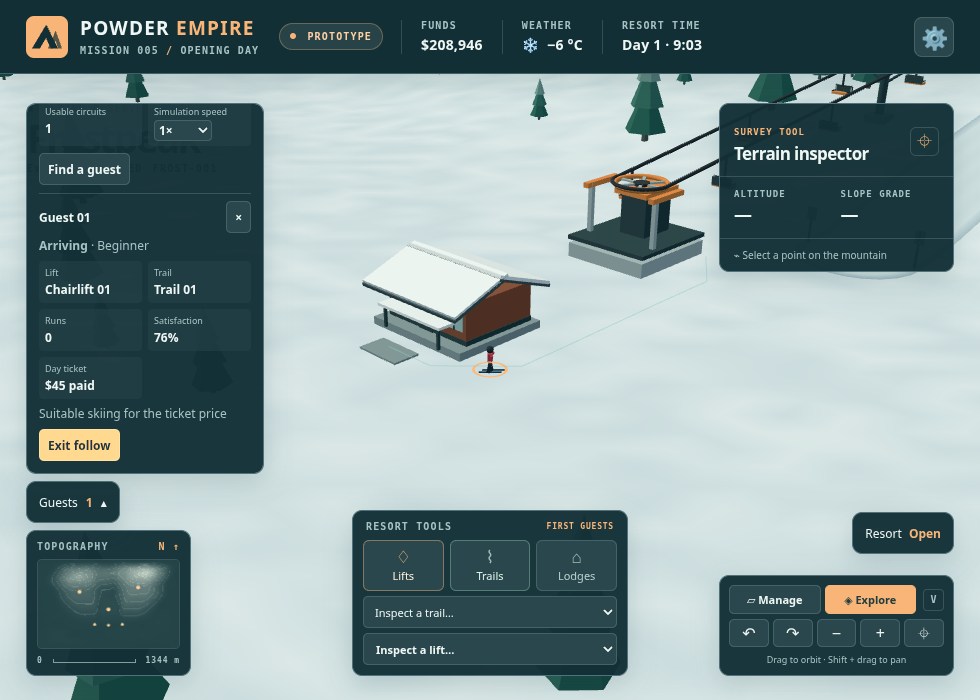 POWDER EMPIRE
MISSION 005 / OPENING DAY
PROTOTYPE
FUNDS
$208,946
WEATHER
−6 °C
RESORT TIME
Day 1 · 9:03
Usable circuits
1
Simulation speed
1×
Find a guest
Guest 01
×
Arriving · Beginner
Lift
Chairlift 01
Trail
Trail 01
Runs
0
Satisfaction
76%
Day ticket
$45 paid
Suitable skiing for the ticket price
Exit follow
Guests 1 ▲
TOPOGRAPHY N ↑
0 1344 m
SURVEY TOOL
Terrain inspector
ALTITUDE
—
SLOPE GRADE
—
Select a point on the mountain
RESORT TOOLS FIRST GUESTS
Lifts
Trails
Lodges
Inspect a trail...
Inspect a lift...
Resort Open
Manage
Explore
V
Drag to orbit · Shift + drag to pan